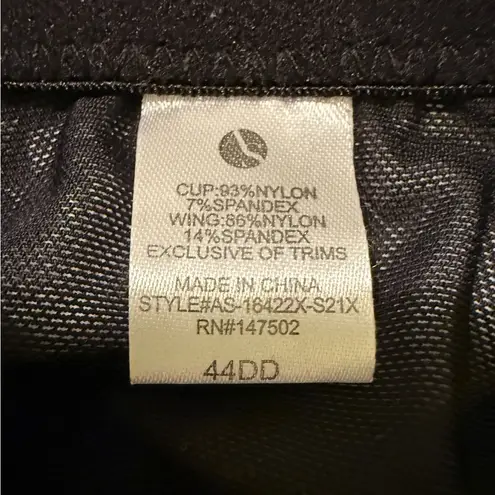 CUP:93%NYLON
7%SPANDEX
WING:86%NYLON
14%SPANDEX
EXCLUSIVE OF TRIMS
MADE IN CHINA
STYLE#AS-16422X-S21X
RN#147502
44DD